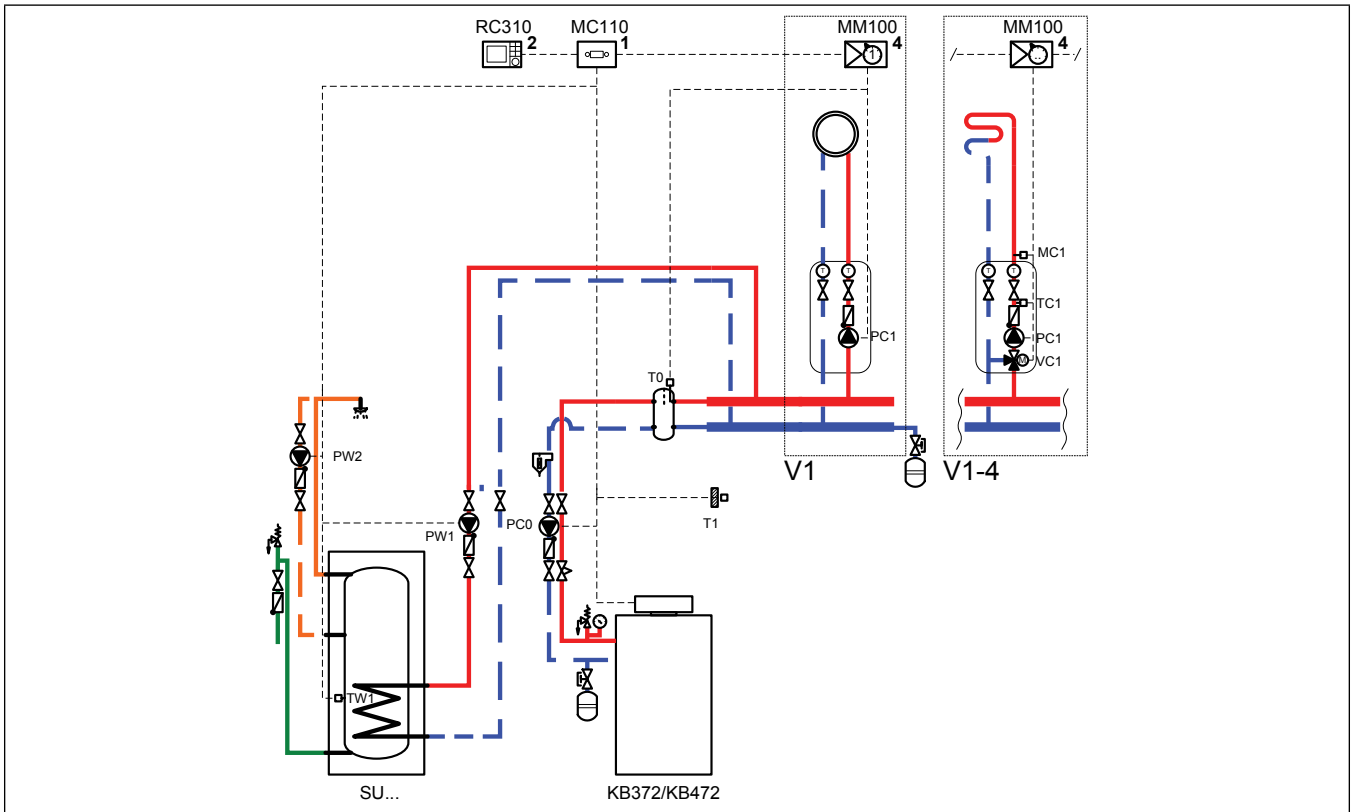 RC310
2
MC110
1
MM100
4
1
MM100
4
...
T
T
T
T
MC1
TC1
PC1
PC1
M
VC1
T0
V1
V1-4
PW2
PW1
PC0
T1
TW1
SU...
KB372/KB472